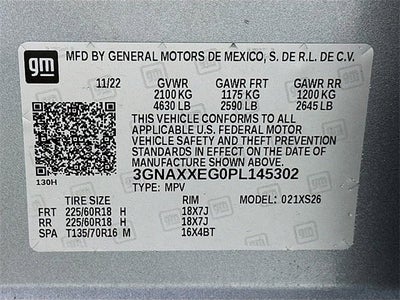 gm
MFD BY GENERAL MOTORS DE MEXICO, S. DE R.L. DE C.V.
11/22 GVWR GAWR FRT GAWR RR
2100 KG 1175 KG 1200 KG
4630 LB 2590 LB 2645 LB
THIS VEHICLE CONFORMS TO ALL
APPLICABLE U.S. FEDERAL MOTOR
VEHICLE SAFETY AND THEFT PREVENTION
STANDARDS IN EFFECT ON THE DATE OF
MANUFACTURE SHOWN ABOVE.
130H
3GNAXXEG0PL145302
TYPE: MPV
TIRE SIZE RIM MODEL: 021XS26
FRT 225/60R18 H 18X7J
RR 225/60R18 H 18X7J
SPA T135/70R16 M 16X4BT